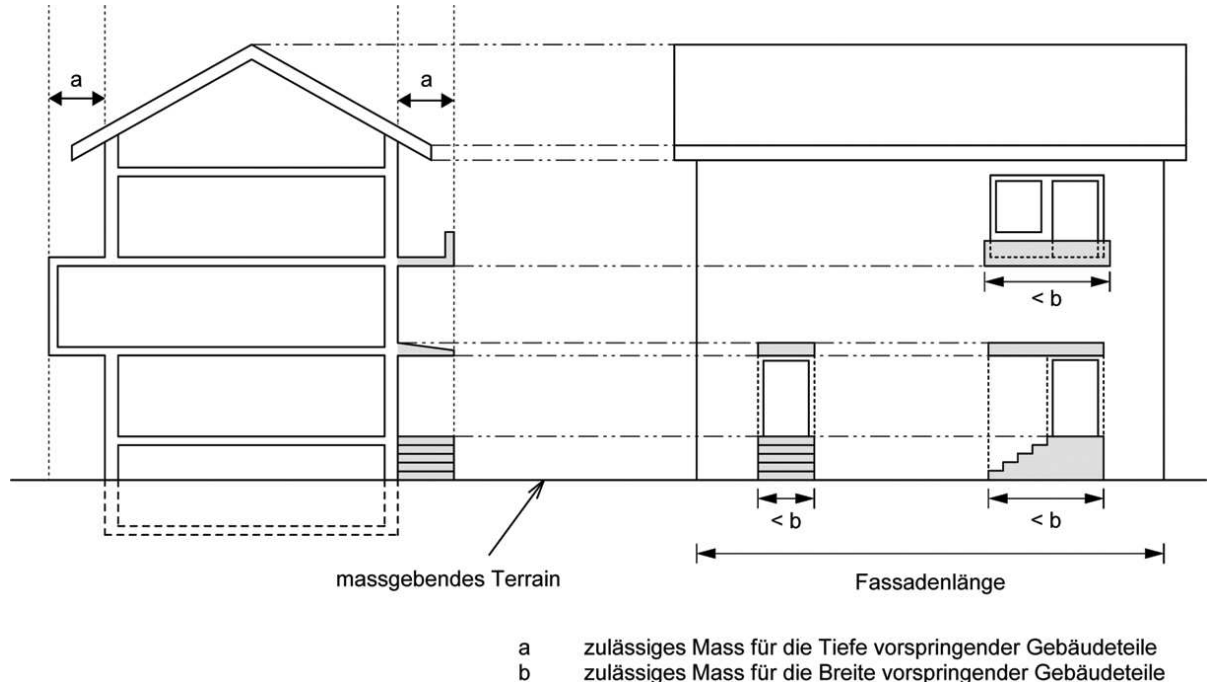 a
a
< b
< b
< b
massgebendes Terrain
Fassadenlänge
a zulässiges Mass für die Tiefe vorspringender Gebäudeteile
b zulässiges Mass für die Breite vorspringender Gebäudeteile